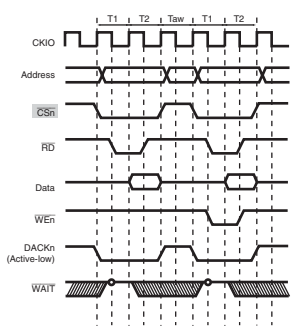 T1 T2 Taw T1 T2
CKIO
Address
CSn
RD
Data
WEn
DACKn
(Active-low)
WAIT